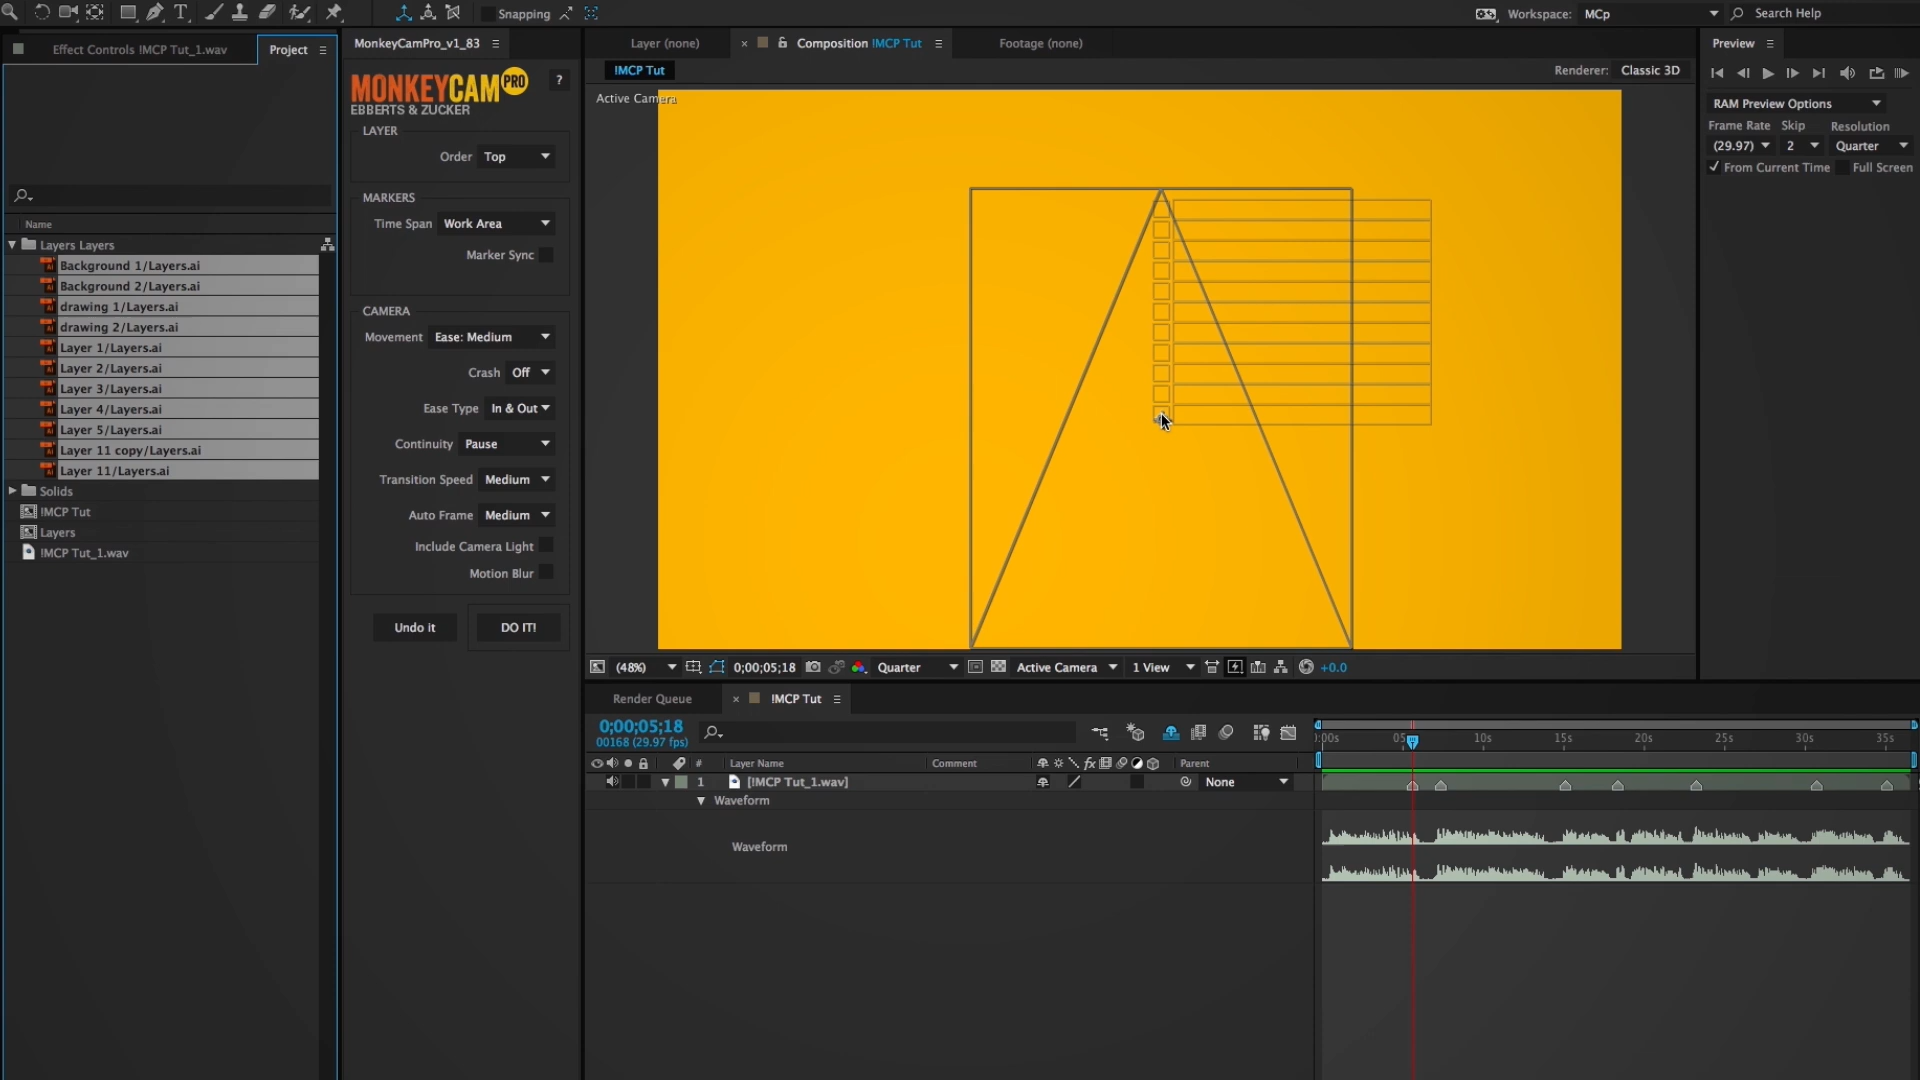 Snapping
Workspace: MCp
Search Help
Effect Controls !MCP Tut_1.wav
Project
MonkeyCamPro_v1_83
Layer (none)
Composition !MCP Tut
Footage (none)
Preview
!MCP Tut
Renderer: Classic 3D
MONKEYCAM PRO
EBBERTS & ZUCKER
?
Active Camera
RAM Preview Options
Frame Rate Skip Resolution
(29.97) 2 Quarter
From Current Time Full Screen
LAYER
Order Top
MARKERS
Time Span Work Area
Marker Sync
CAMERA
Movement Ease: Medium
Crash Off
Ease Type In & Out
Continuity Pause
Transition Speed Medium
Auto Frame Medium
Include Camera Light
Motion Blur
Undo it
DO IT!
Name
Layers Layers
Background 1/Layers.ai
Background 2/Layers.ai
drawing 1/Layers.ai
drawing 2/Layers.ai
Layer 1/Layers.ai
Layer 2/Layers.ai
Layer 3/Layers.ai
Layer 4/Layers.ai
Layer 5/Layers.ai
Layer 11 copy/Layers.ai
Layer 11/Layers.ai
Solids
!MCP Tut
Layers
!MCP Tut_1.wav
(48%) 0;00;05;18 Quarter Active Camera 1 View +0.0
Render Queue
!MCP Tut
0;00;05;18
00168 (29.97 fps)
):00s 05 10s 15s 20s 25s 30s 35s
# Layer Name Comment fx Parent
1 [!MCP Tut_1.wav] None
Waveform
Waveform